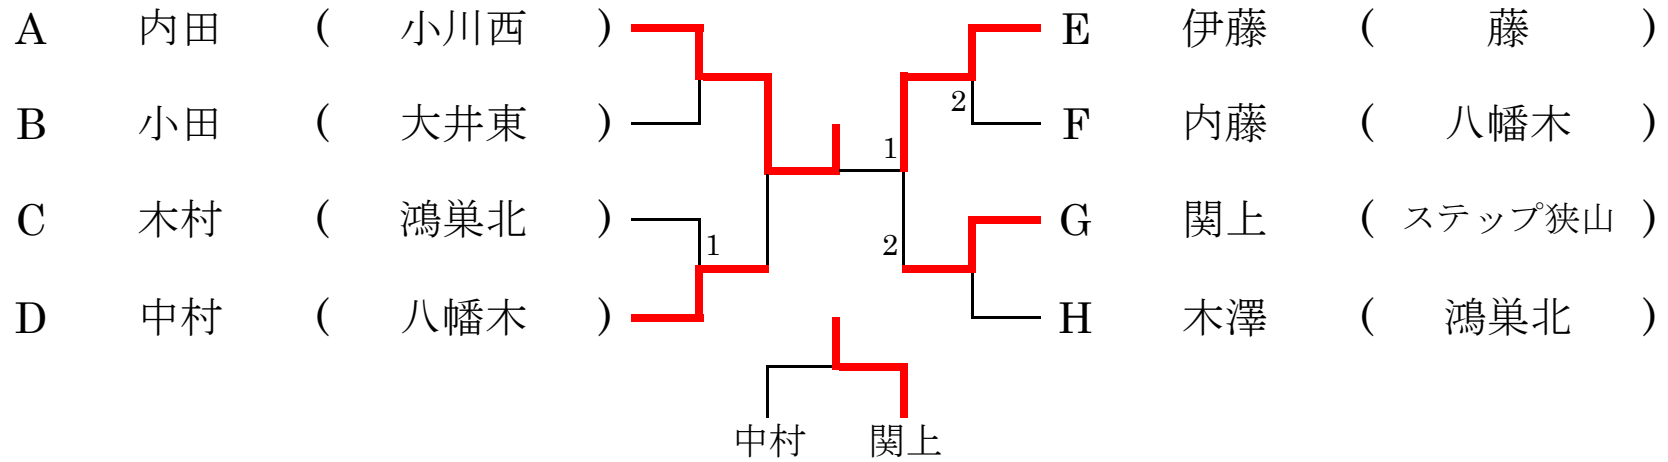 A 内田 ( 小川西 ) E 伊藤 ( 藤 )
2
B 小田 ( 大井東 ) F 内藤 ( 八幡木 )
1
C 木村 ( 鴻巣北 ) G 関上 ( ステップ狭山 )
1 2
D 中村 ( 八幡木 ) H 木澤 ( 鴻巣北 )
中村 関上